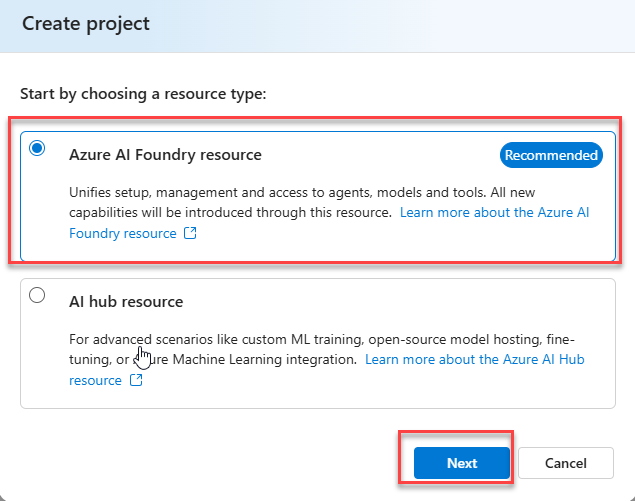 Create project
Start by choosing a resource type:
Azure AI Foundry resource
Recommended
Unifies setup, management and access to agents, models and tools. All new
capabilities will be introduced through this resource. Learn more about the Azure AI
Foundry resource
AI hub resource
For advanced scenarios like custom ML training, open-source model hosting, fine-
tuning, or Azure Machine Learning integration. Learn more about the Azure AI Hub
resource
Next
Cancel